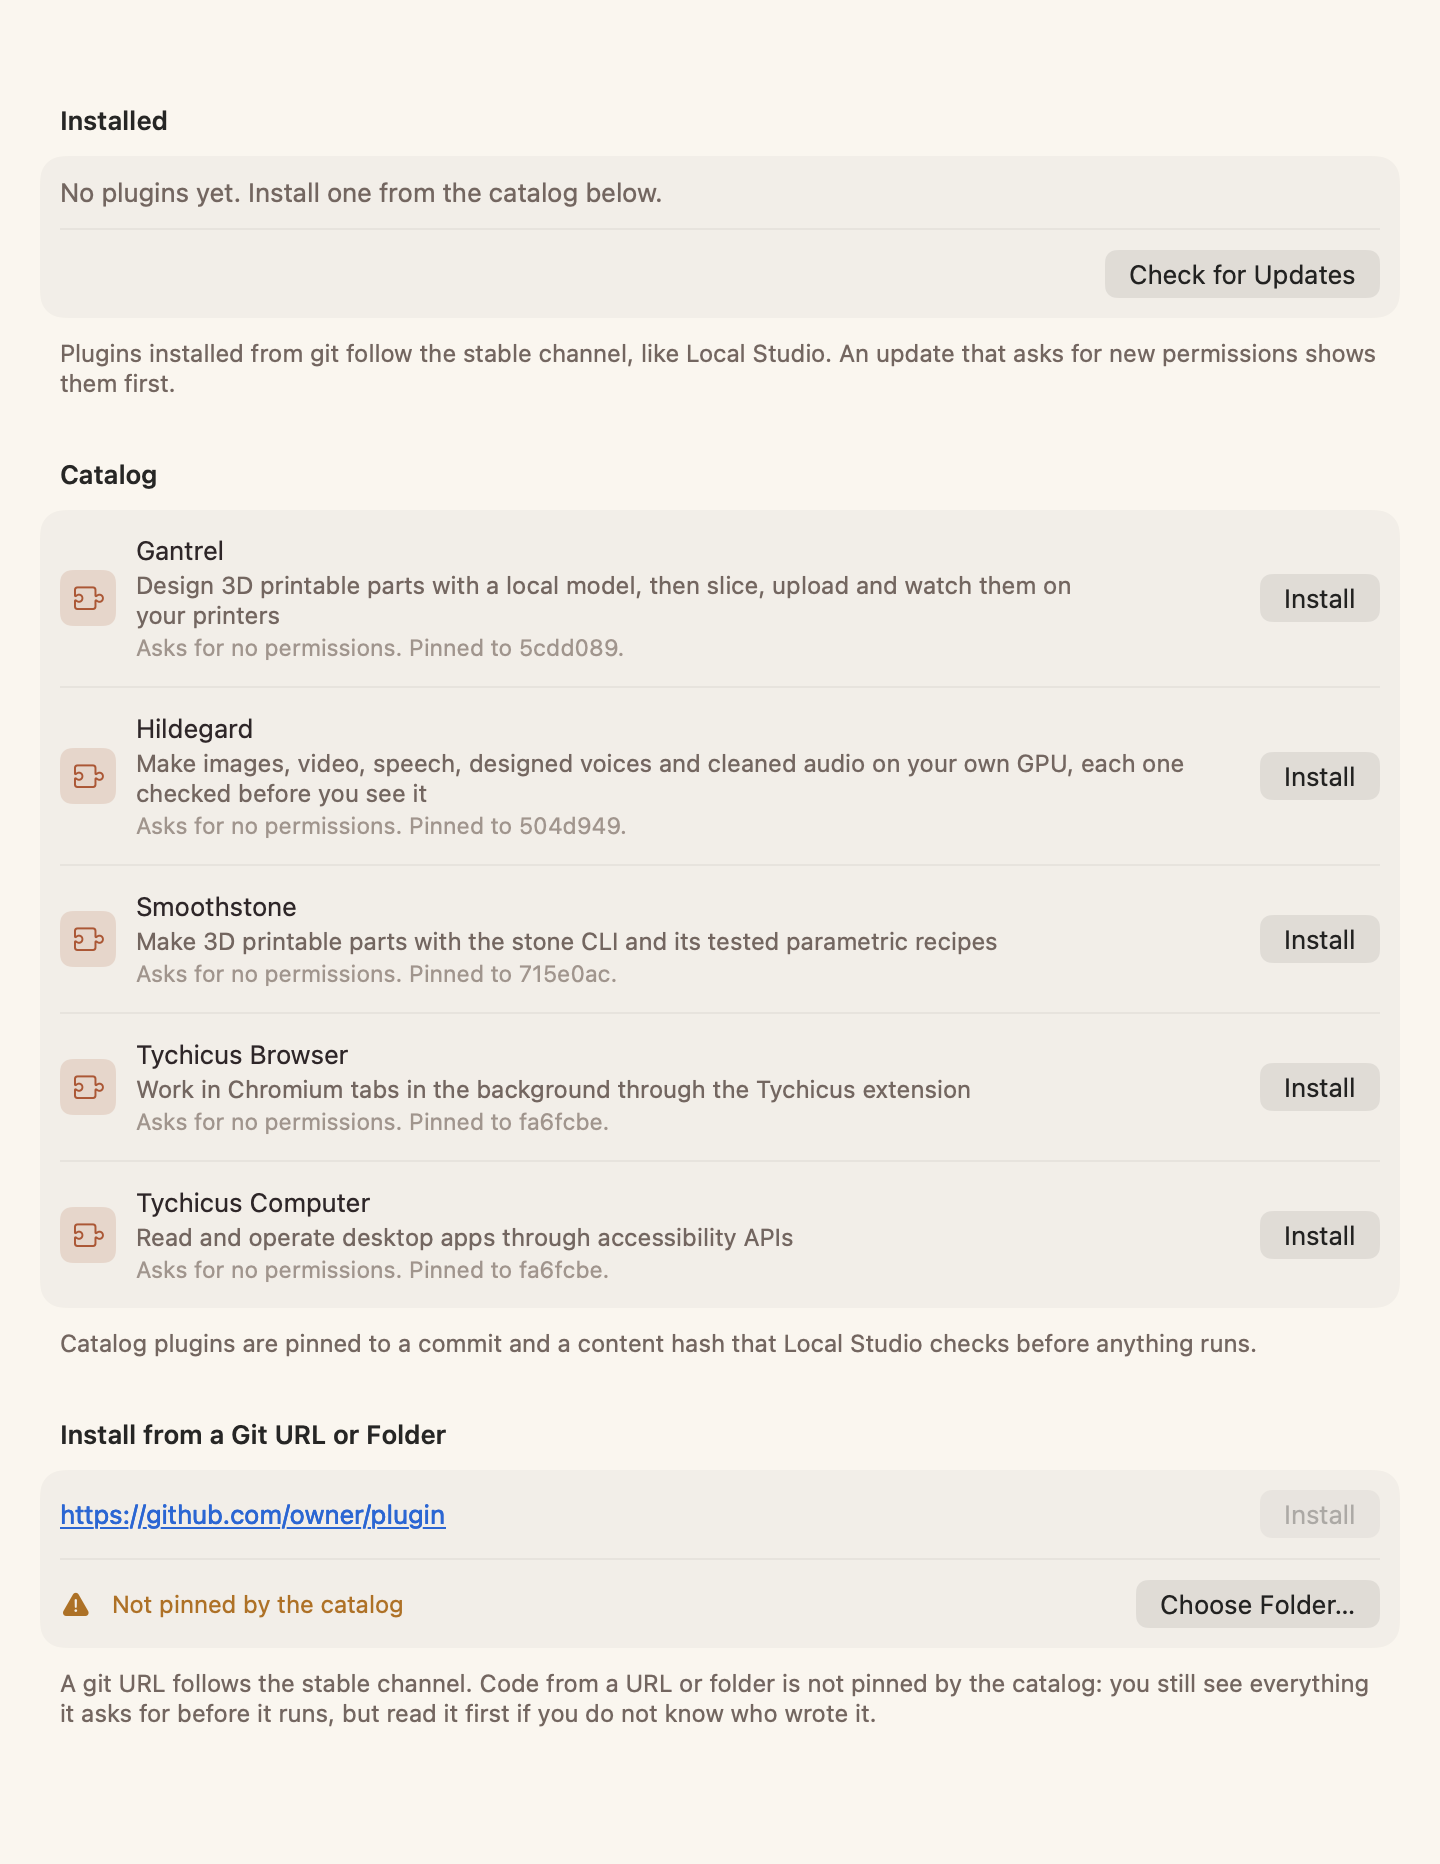 Installed
No plugins yet. Install one from the catalog below.
Check for Updates
Plugins installed from git follow the stable channel, like Local Studio. An update that asks for new permissions shows
them first.
Catalog
Gantrel
Design 3D printable parts with a local model, then slice, upload and watch them on
your printers
Asks for no permissions. Pinned to 5cdd089.
Install
Hildegard
Make images, video, speech, designed voices and cleaned audio on your own GPU, each one
checked before you see it
Asks for no permissions. Pinned to 504d949.
Install
Smoothstone
Make 3D printable parts with the stone CLI and its tested parametric recipes
Asks for no permissions. Pinned to 715e0ac.
Install
Tychicus Browser
Work in Chromium tabs in the background through the Tychicus extension
Asks for no permissions. Pinned to fa6fcbe.
Install
Tychicus Computer
Read and operate desktop apps through accessibility APIs
Asks for no permissions. Pinned to fa6fcbe.
Install
Catalog plugins are pinned to a commit and a content hash that Local Studio checks before anything runs.
Install from a Git URL or Folder
https://github.com/owner/plugin
Install
Not pinned by the catalog
Choose Folder...
A git URL follows the stable channel. Code from a URL or folder is not pinned by the catalog: you still see everything
it asks for before it runs, but read it first if you do not know who wrote it.